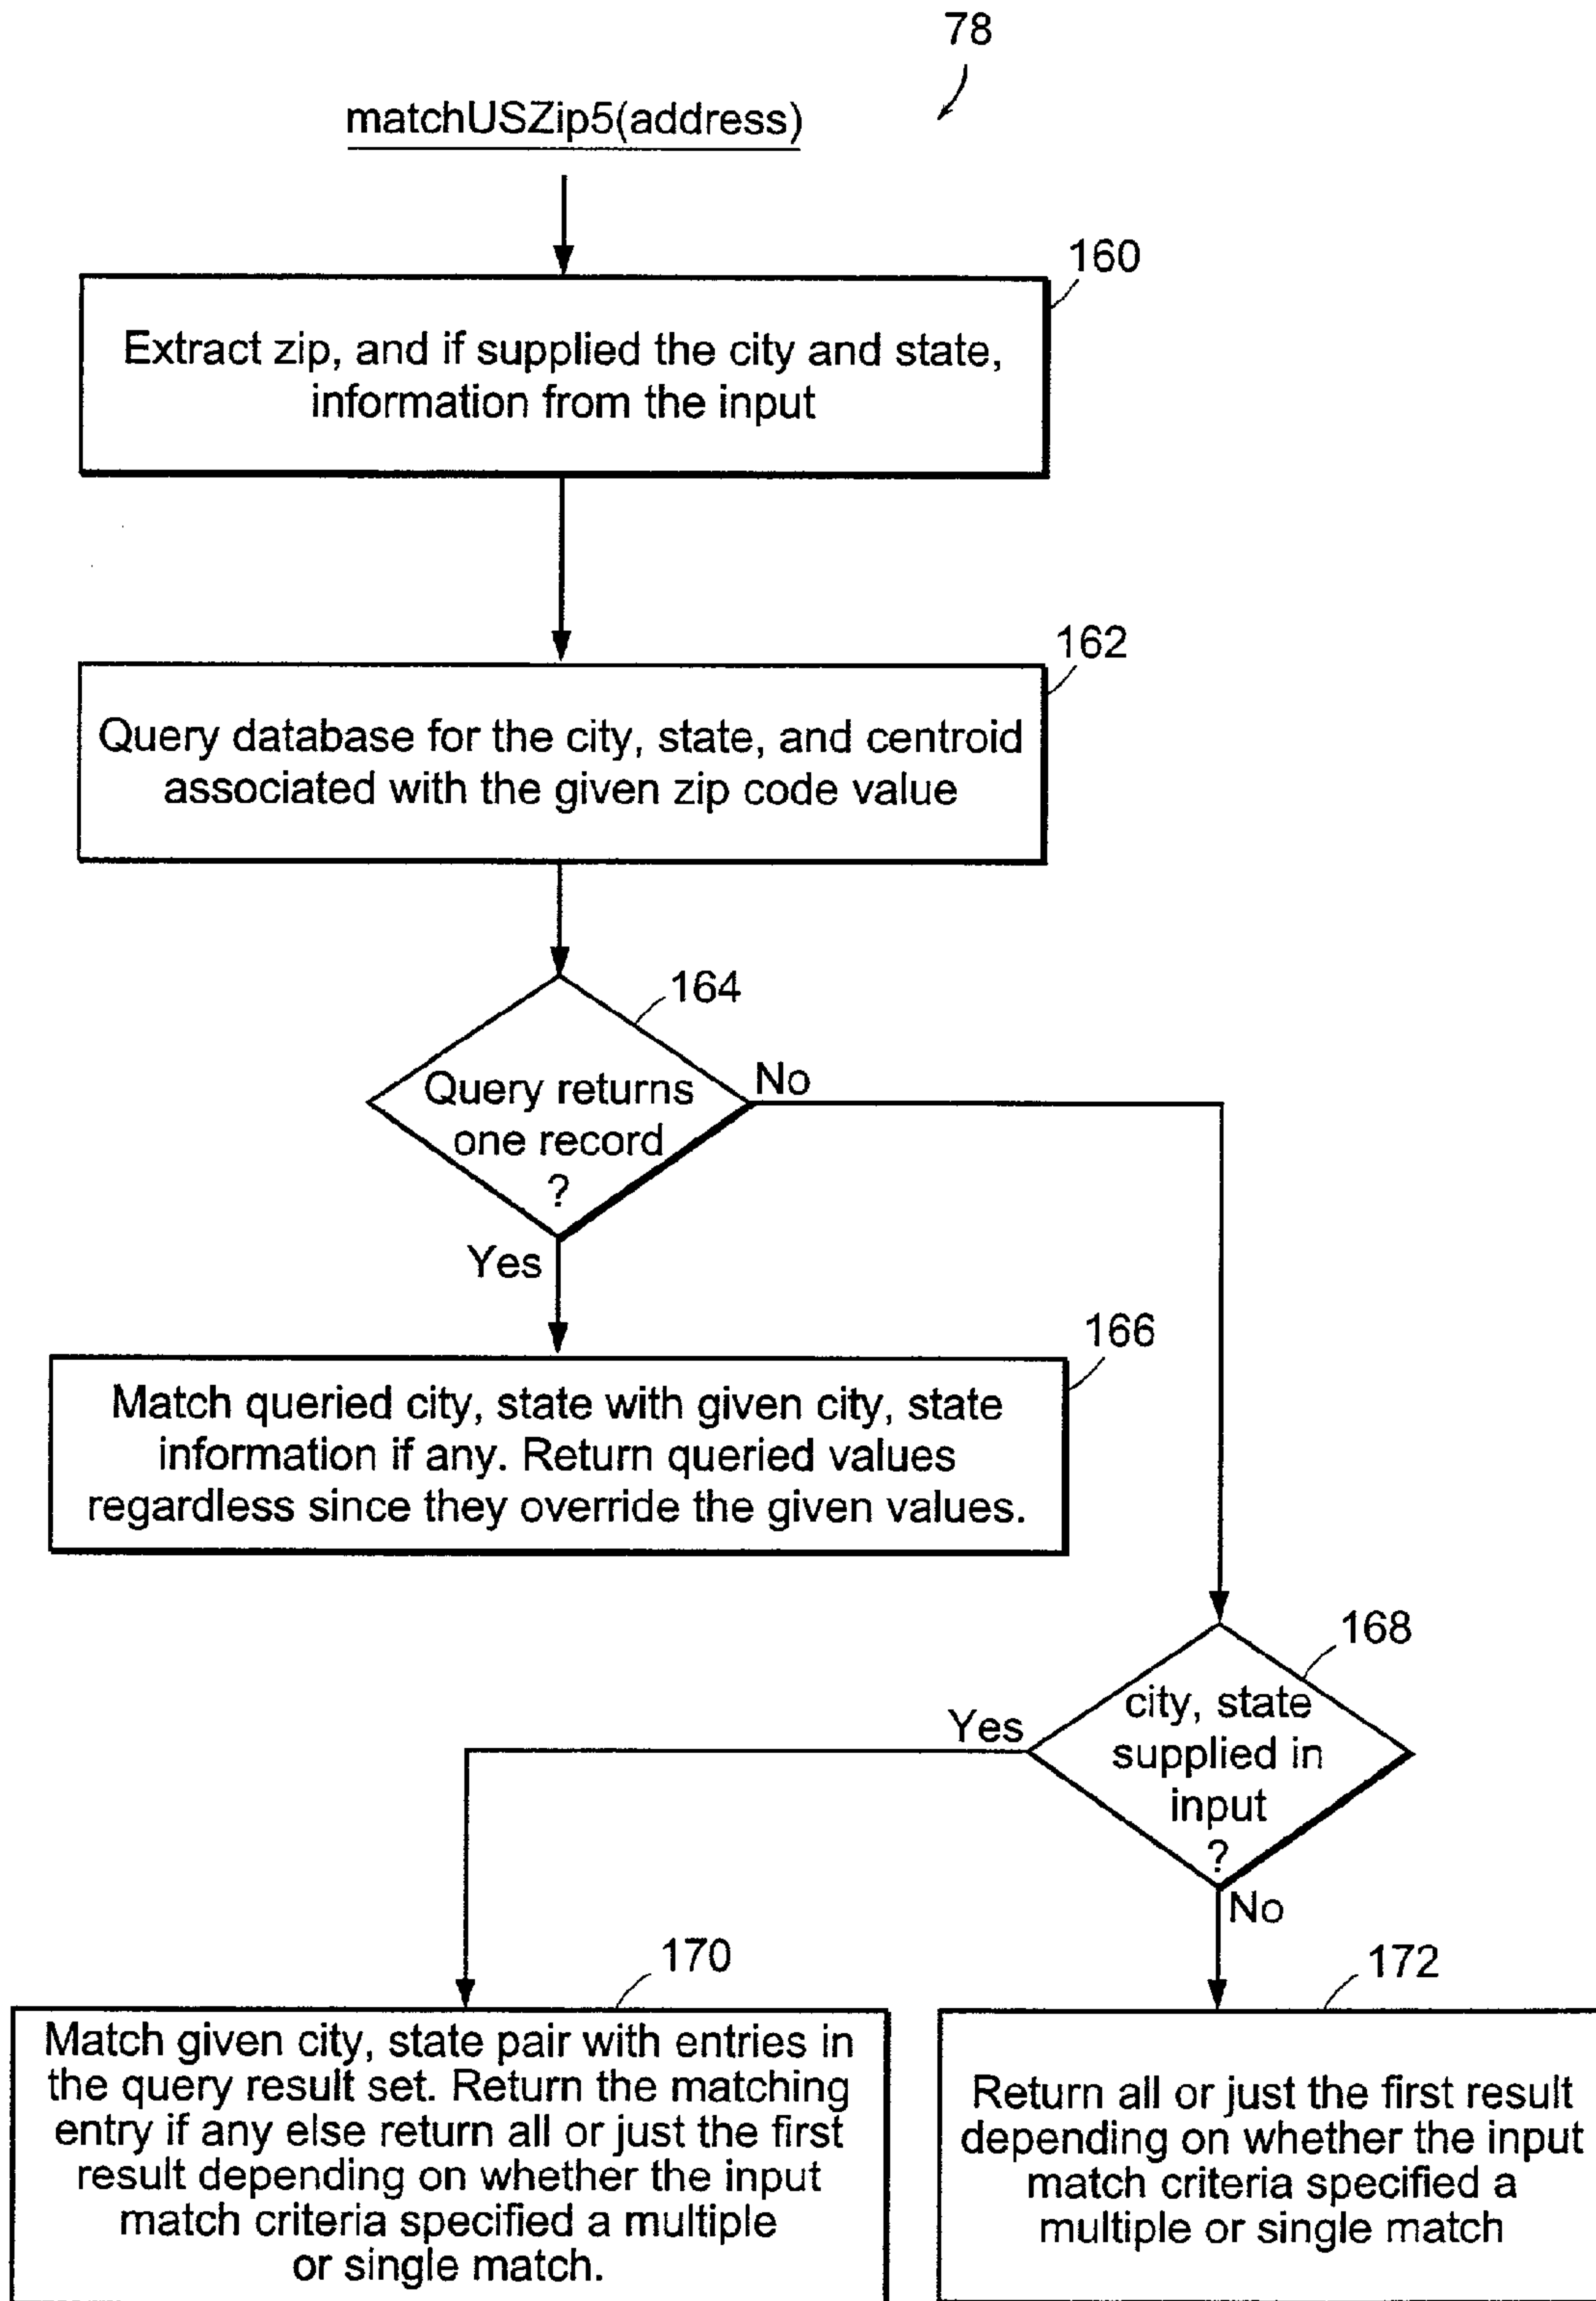 78
matchUSZip5(address)
160
Extract zip, and if supplied the city and state,
information from the input
162
Query database for the city, state, and centroid
associated with the given zip code value
164
Query returns
one record
?
No
Yes
166
Match queried city, state with given city, state
information if any. Return queried values
regardless since they override the given values.
168
city, state
supplied in
input
?
Yes
No
170
Match given city, state pair with entries in
the query result set. Return the matching
entry if any else return all or just the first
result depending on whether the input
match criteria specified a multiple
or single match.
172
Return all or just the first result
depending on whether the input
match criteria specified a
multiple or single match